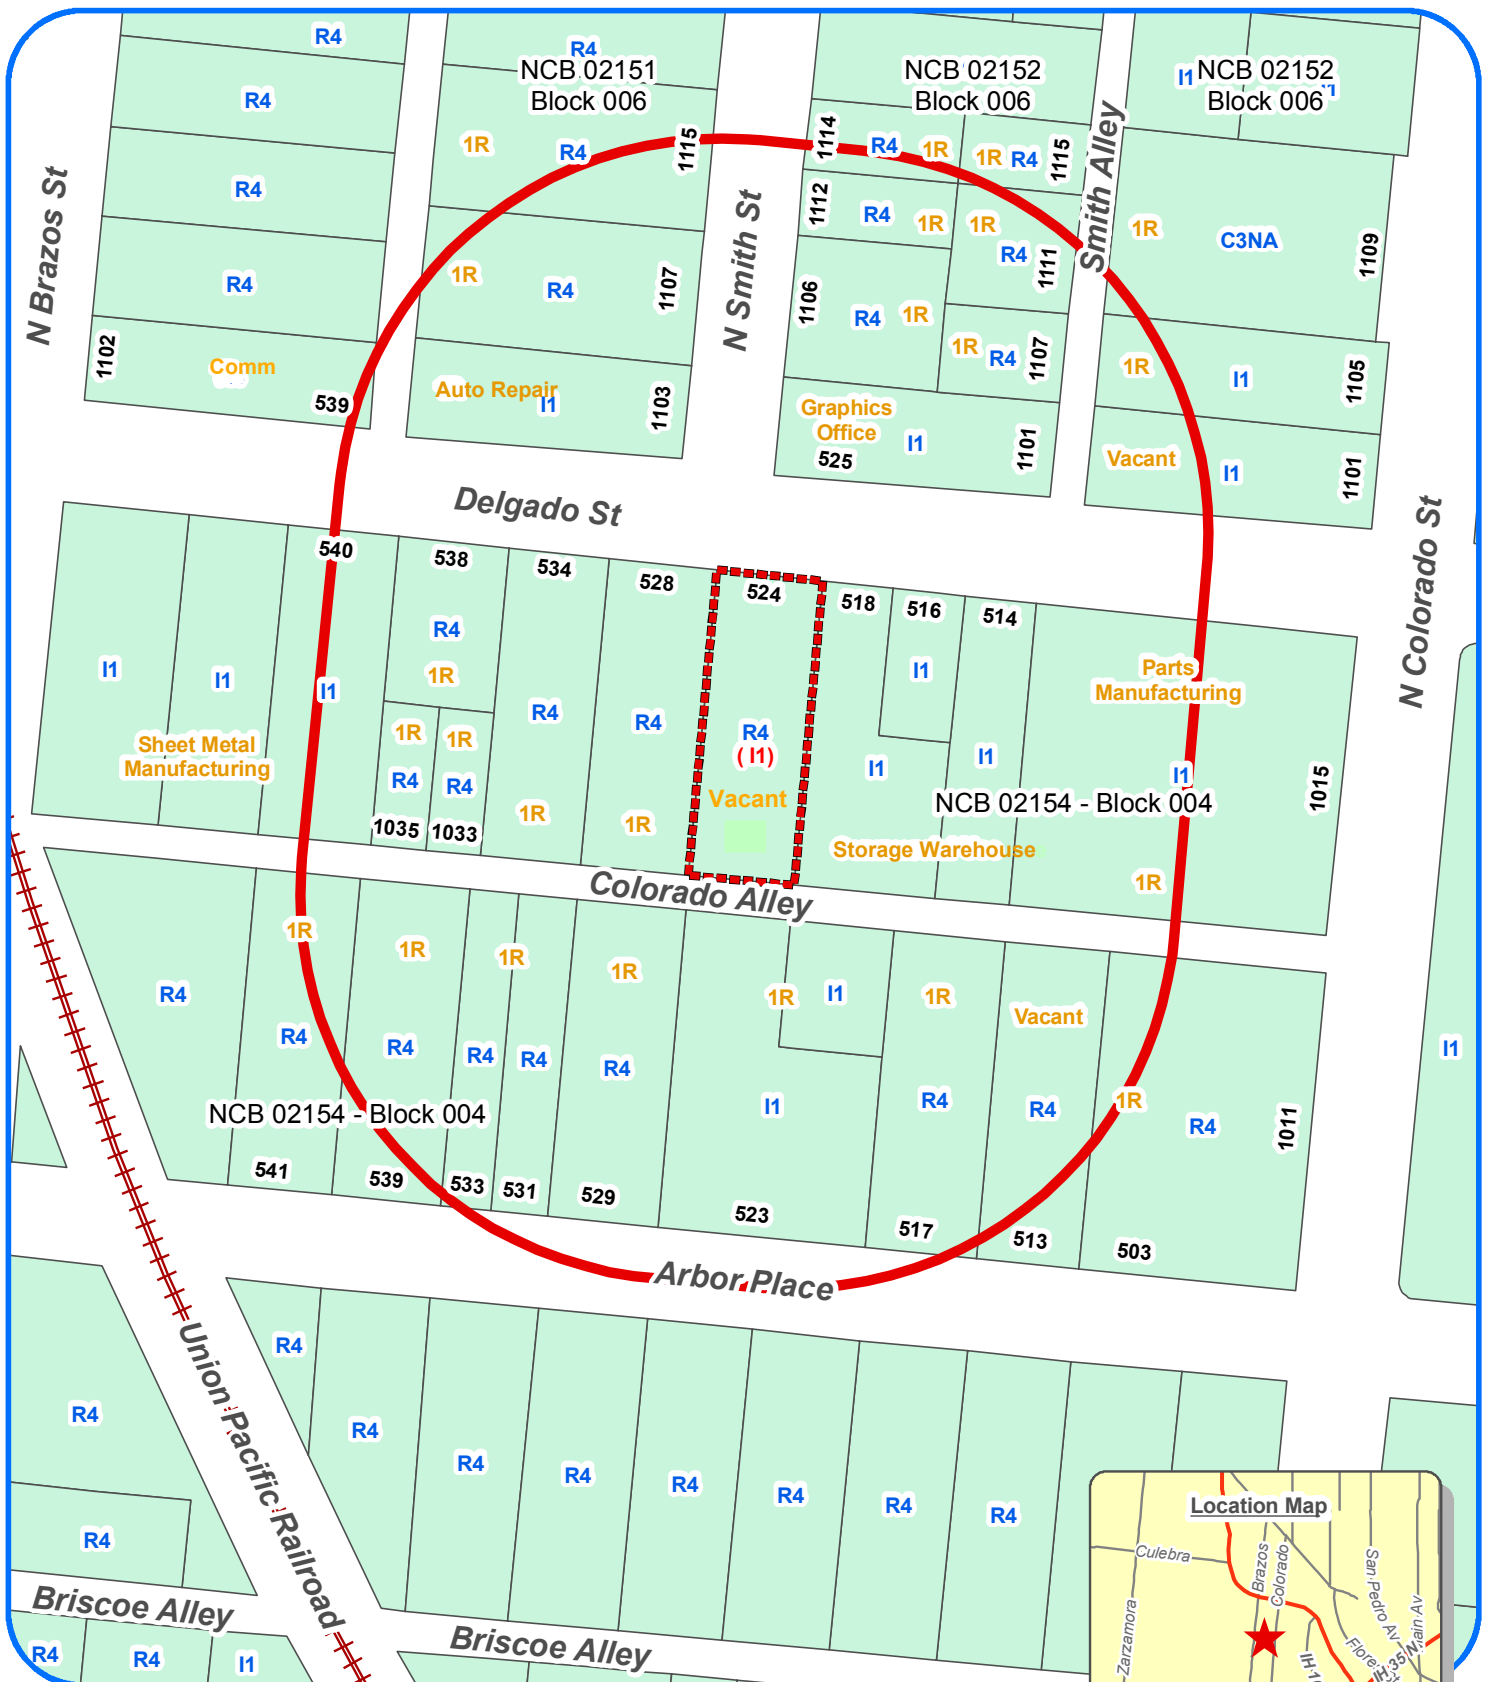 R4
R4
NCB 02151
Block 006
NCB 02152
Block 006
I1
NCB 02152
Block 006
R4
1R
R4
1115
1114
R4
1R
1R
R4
1115
Smith Alley
N Brazos St
R4
1112
R4
1R
1R
R4
1111
1R
C3NA
1109
N Smith St
R4
1R
R4
1107
1106
R4
1R
1R
R4
1107
1R
I1
1105
1102
Comm
539
Auto Repair
I1
1103
Graphics
Office
525
I1
1101
Vacant
I1
1101
Delgado St
N Colorado St
540
538
534
528
524
518
516
514
I1
I1
I1
R4
1R
R4
R4
R4
( I1)
Vacant
I1
I1
I1
Parts
Manufacturing
I1
1015
Sheet Metal
Manufacturing
1R
R4
1R
R4
1035
1033
1R
1R
NCB 02154 - Block 004
Storage Warehouse
1R
Colorado Alley
R4
1R
R4
1R
R4
1R
R4
R4
1R
R4
1R
I1
I1
1R
R4
Vacant
R4
1R
R4
1011
I1
NCB 02154 - Block 004
541
539
533
531
529
523
517
513
503
Arbor Place
Union Pacific Railroad
R4
R4
R4
R4
R4
R4
R4
R4
R4
R4
Briscoe Alley
Briscoe Alley
R4
R4
I1
Location Map
Culebra
Brazos
Colorado
San Pedro Av
Zarzamora
IH 35 N